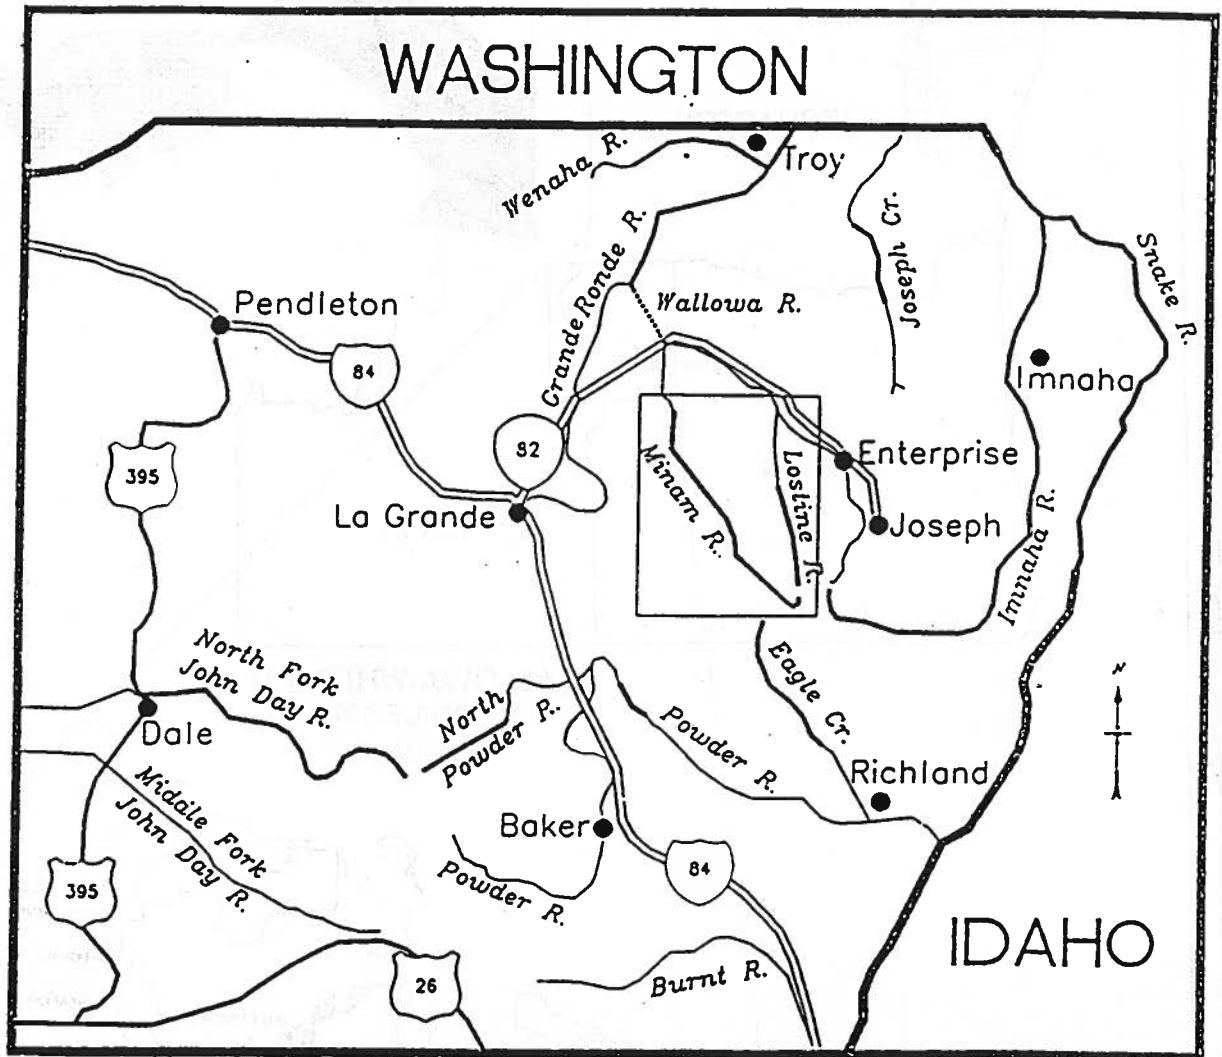 WASHINGTON
Troy
Wenaha R.
Joseph Cr.
Grande Ronde R.
Snake R.
Wallowa R.
Pendleton
84
Imnaha
82
395
Enterprise
Minam R.
Lostine R.
La Grande
Joseph
Imnaha R.
North Fork
John Day R.
Eagle Cr.
N
North
Powder R.
Powder R.
Dale
Richland
Midale Fork
John Day R.
Baker
84
Powder R.
395
IDAHO
Burnt R.
26